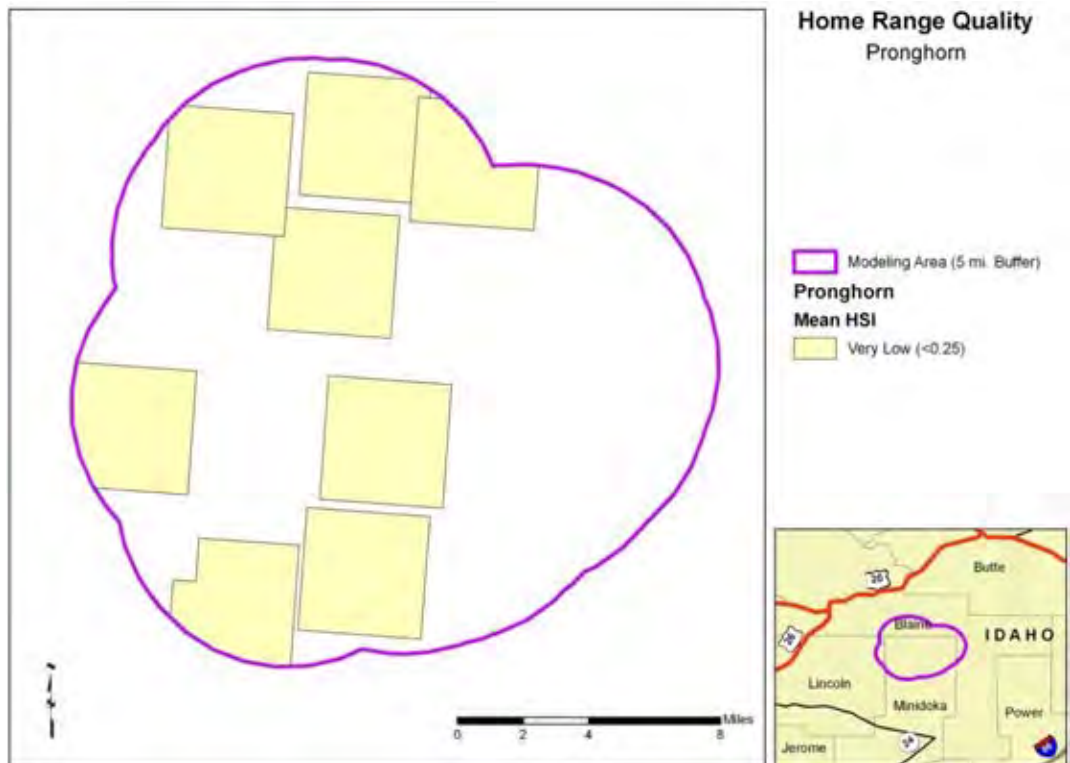 Home Range Quality
Pronghorn
Modeling Area (5 mi. Buffer)
Pronghorn
Mean HSI
Very Low (<0.25)
Miles
0 2 4 8
26
Butte
26
Blaine
IDAHO
Lincoln
Minidoka
Power
24
Jerome